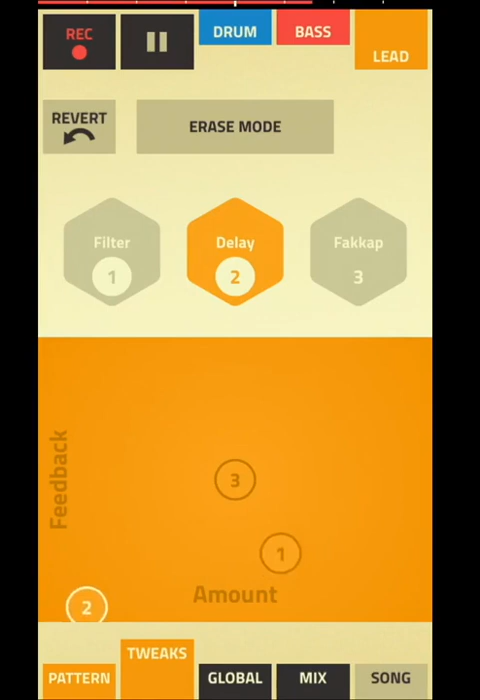 REC
DRUM
BASS
LEAD
REVERT
ERASE MODE
Filter
1
Delay
2
Fakkap
3
Feedback
3
1
Amount
2
PATTERN
TWEAKS
GLOBAL
MIX
SONG